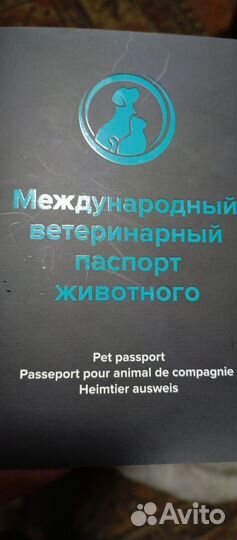 Международный
ветеринарный
паспорт
животного
Pet passport
Passeport pour animal de compagnie
Heimtier ausweis
Avito